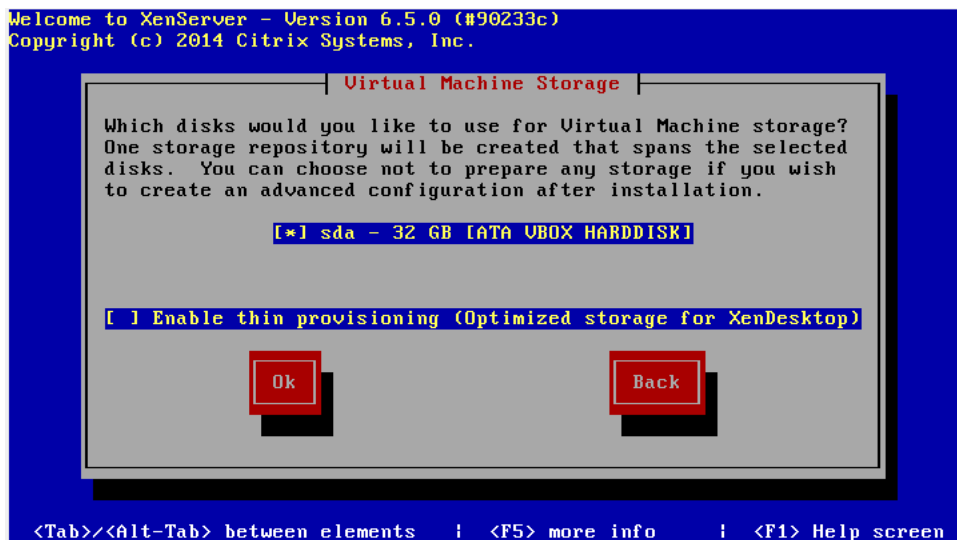 Welcome to XenServer - Version 6.5.0 (#90233c)
Copyright (c) 2014 Citrix Systems, Inc.
Virtual Machine Storage
Which disks would you like to use for Virtual Machine storage?
One storage repository will be created that spans the selected
disks.  You can choose not to prepare any storage if you wish
to create an advanced configuration after installation.
[*] sda - 32 GB [ATA VBOX HARDDISK]
[ ] Enable thin provisioning (Optimized storage for XenDesktop)
Ok Back
<Tab>/<Alt-Tab> between elements | <F5> more info | <F1> Help screen